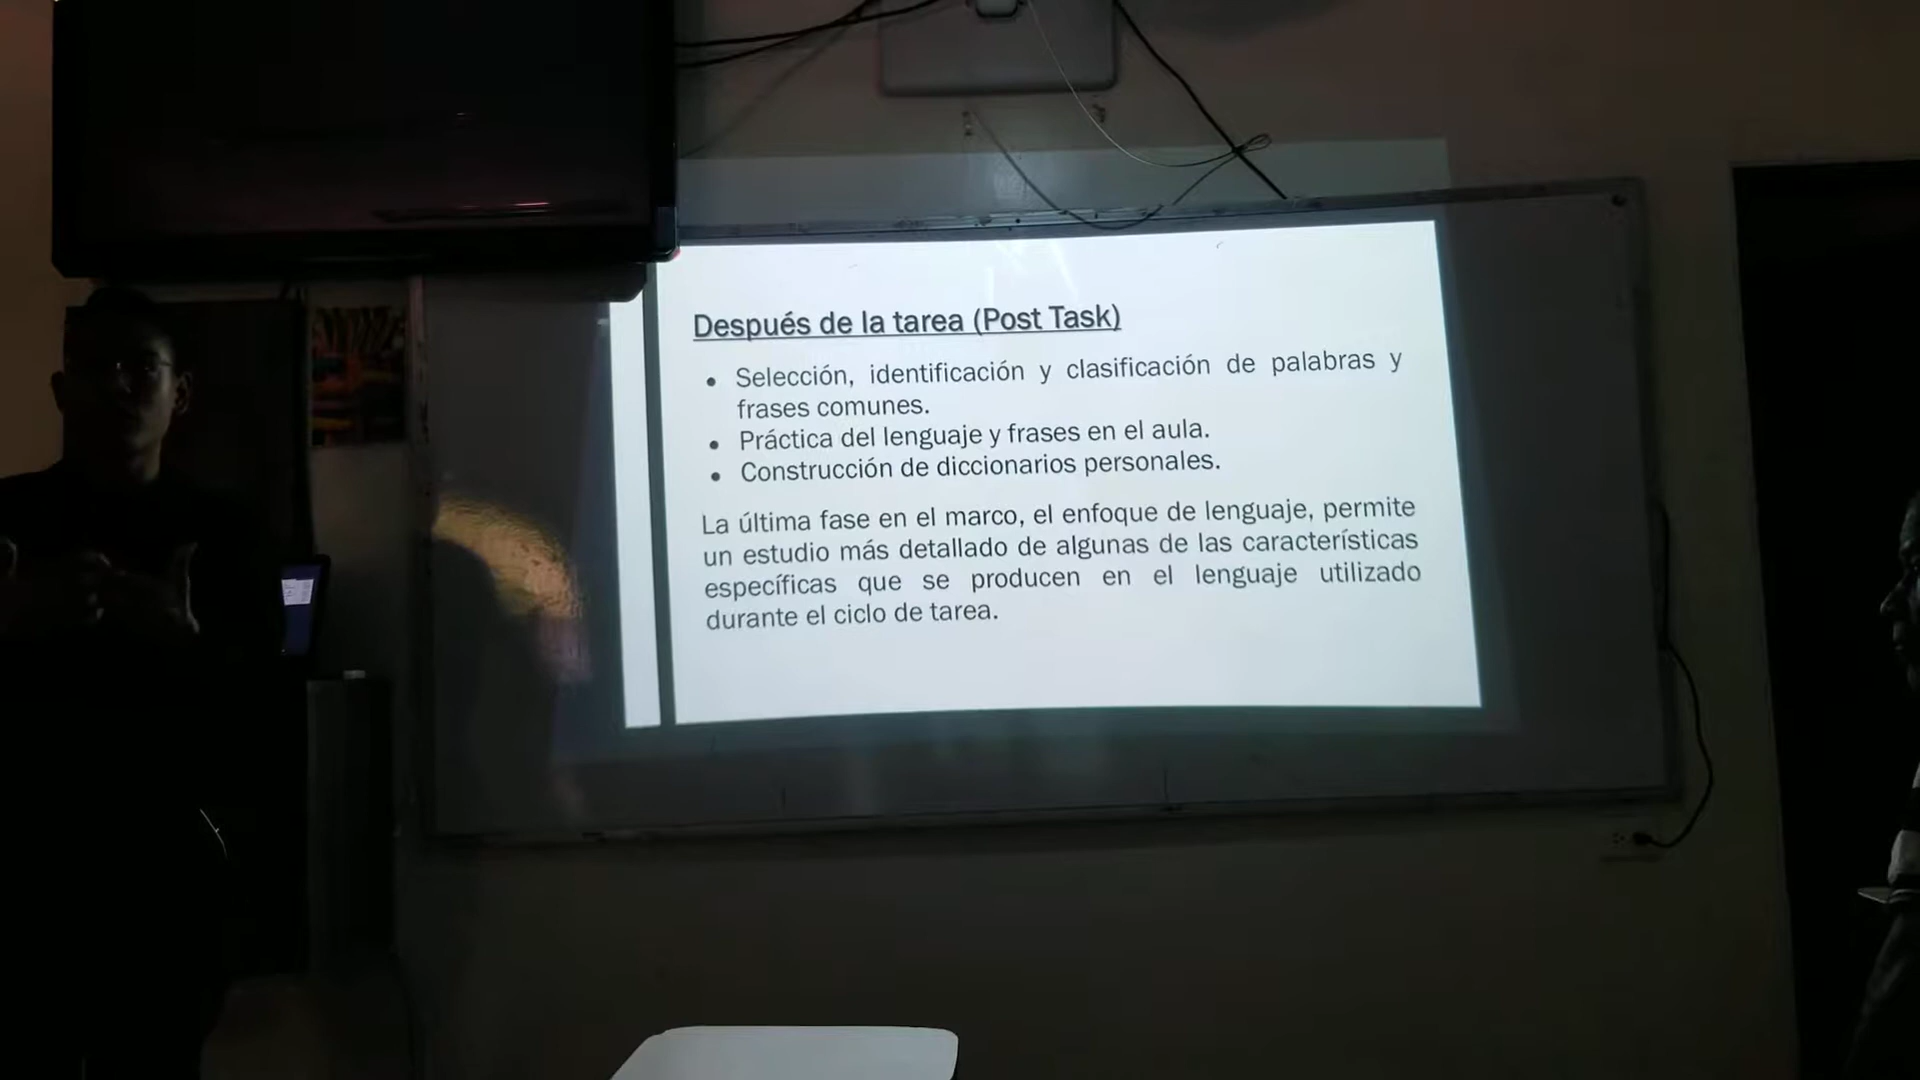 Después de la tarea (Post Task)
• Selección, identificación y clasificación de palabras y
frases comunes.
• Práctica del lenguaje y frases en el aula.
• Construcción de diccionarios personales.
La última fase en el marco, el enfoque de lenguaje, permite
un estudio más detallado de algunas de las características
específicas que se producen en el lenguaje utilizado
durante el ciclo de tarea.